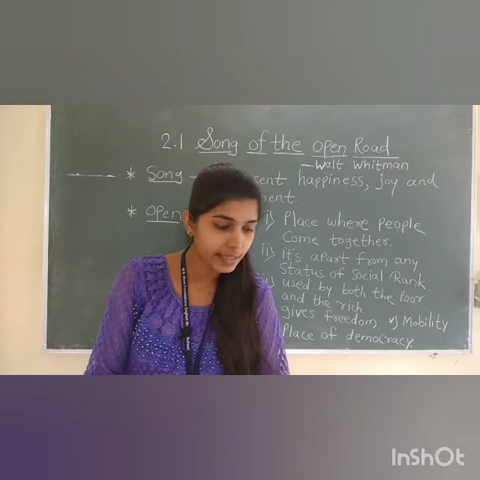 2.1 Song of the Open Road
- Walt Whitman
* Song - sent happiness, joy and
ment.
* Open i) Place where people
Come together.
ii) It's apart from any
Status of Social Rank
used by both the Poor
and the rich
gives freedom v) Mobility
Place of democracy.
InShOt